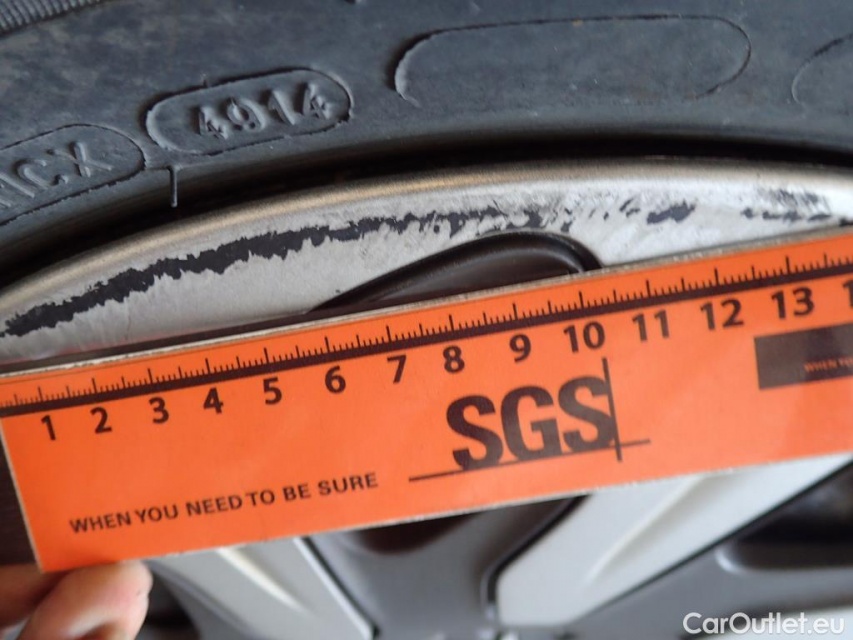 4914
1 2 3 4 5 6 7 8 9 10 11 12 13
SGS
WHEN YOU NEED TO BE SURE
CarOutlet.eu